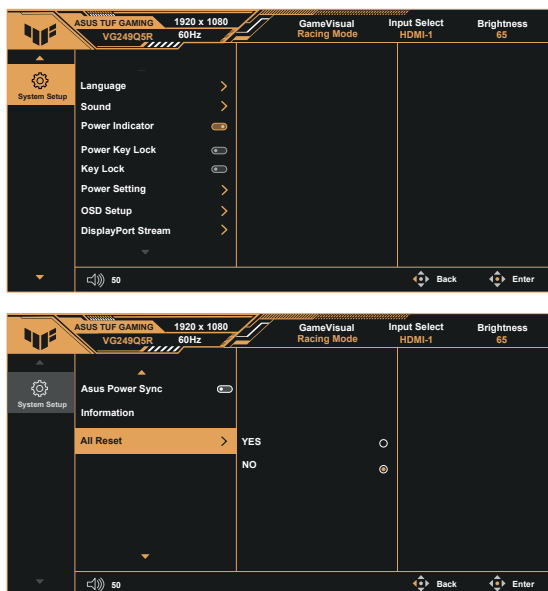 ASUS TUF GAMING 1920 x 1080 GameVisual Input Select Brightness
VG249Q5R 60Hz Racing Mode HDMI-1 65
System Setup
Language
Sound
Power Indicator
Power Key Lock
Key Lock
Power Setting
OSD Setup
DisplayPort Stream
50 Back Enter
ASUS TUF GAMING 1920 x 1080 GameVisual Input Select Brightness
VG249Q5R 60Hz Racing Mode HDMI-1 65
System Setup
Asus Power Sync
Information
All Reset YES
NO
50 Back Enter